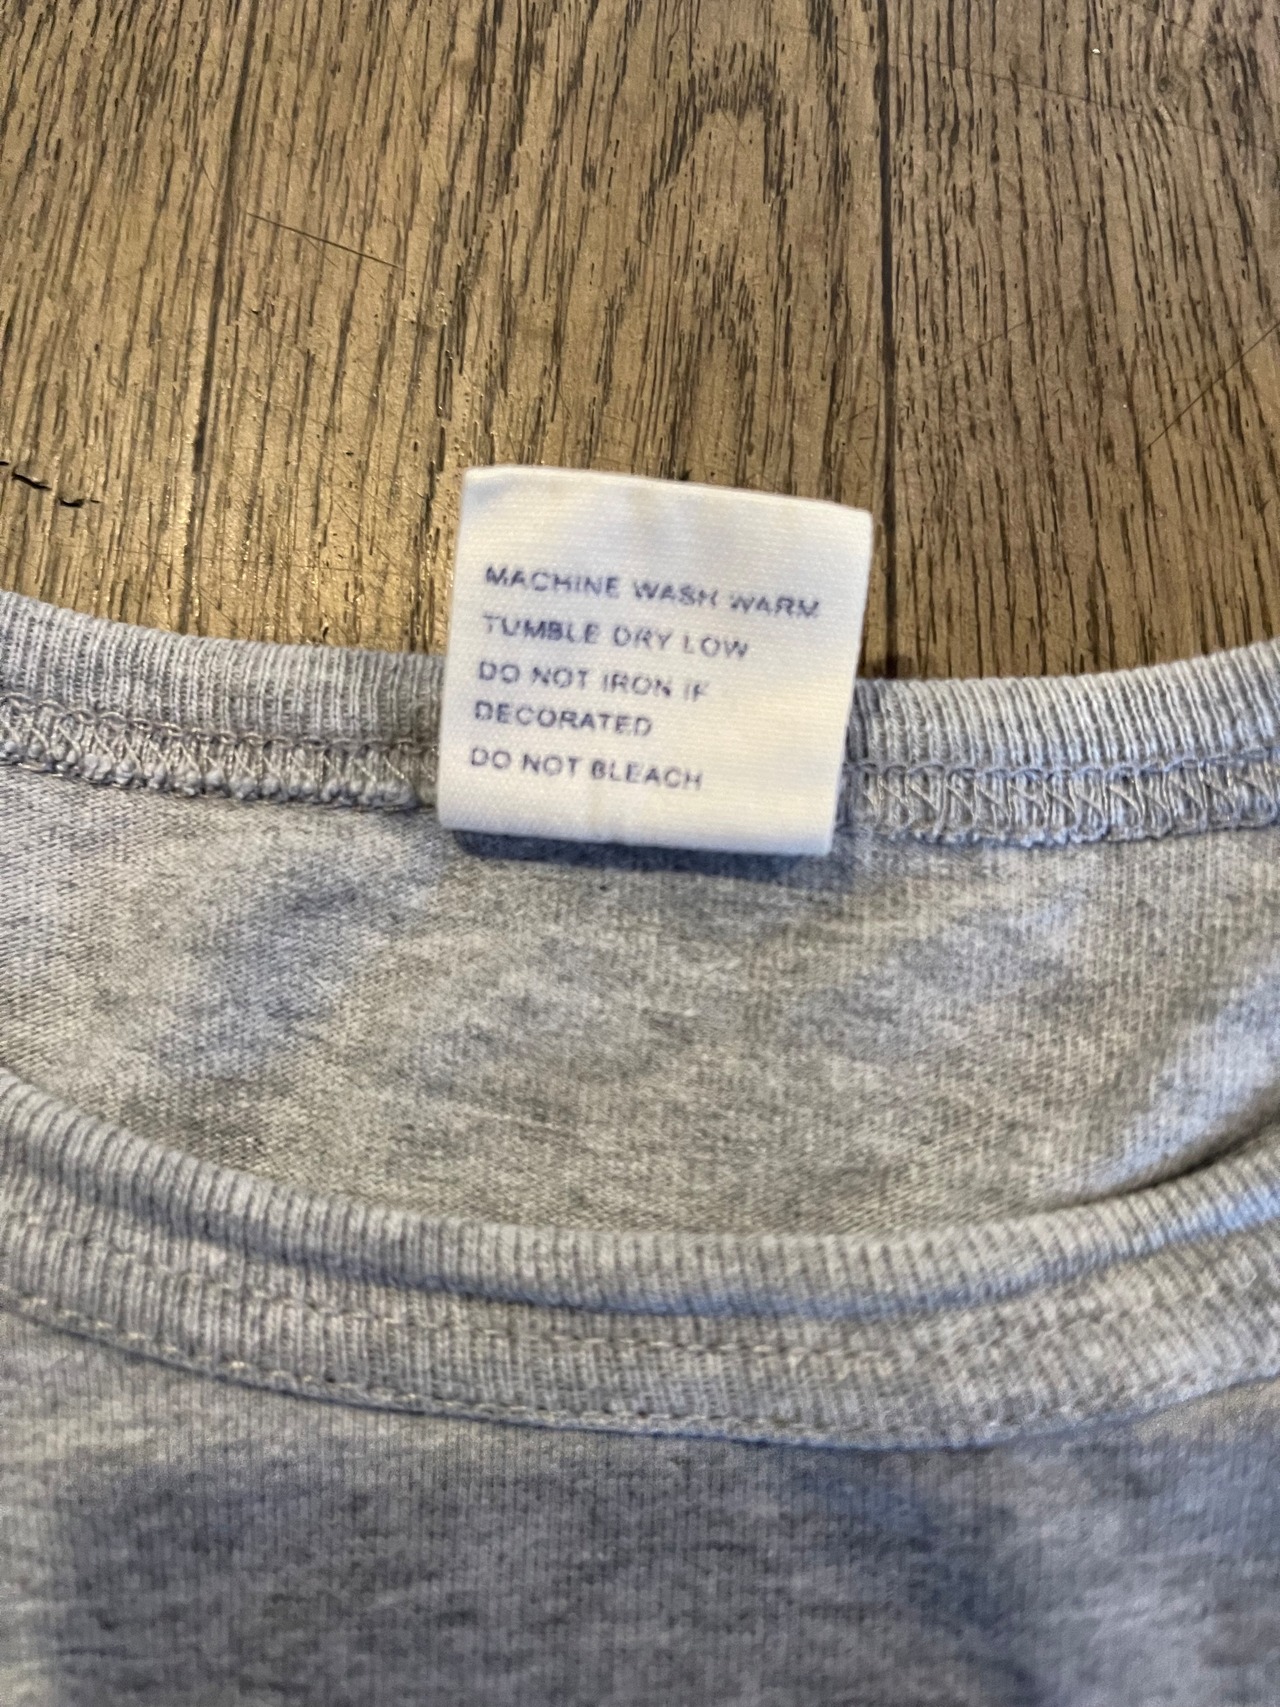 MACHINE WASH WARM
TUMBLE DRY LOW
DO NOT IRON IF
DECORATED
DO NOT BLEACH